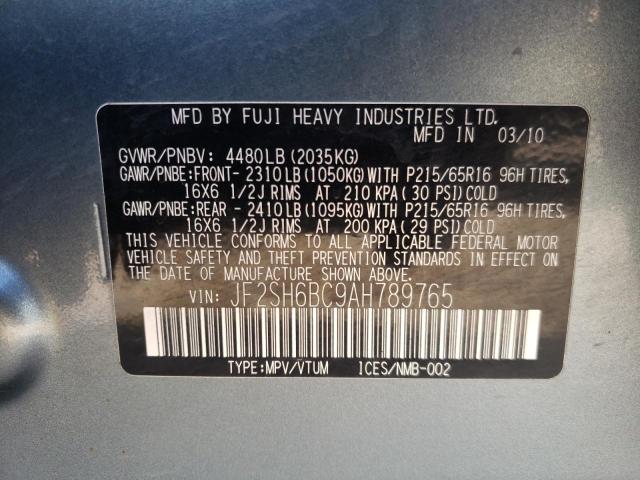 MFD BY FUJI HEAVY INDUSTRIES LTD.
MFD IN 03/10
GVWR/PNBV: 4480LB(2035KG)
GAWR/PNBE:FRONT- 2310LB(1050KG)WITH P215/65R16 96H TIRES,
16X6 1/2J RIMS AT 210 KPA(30 PSI)COLD
GAWR/PNBE:REAR - 2410LB(1095KG)WITH P215/65R16 96H TIRES,
16X6 1/2J RIMS AT 200 KPA(29 PSI)COLD
THIS VEHICLE CONFORMS TO ALL APPLICABLE FEDERAL MOTOR
VEHICLE SAFETY AND THEFT PREVENTION STANDARDS IN EFFECT
ON THE DATE OF MANUFACTURE SHOWN ABOVE.
VIN: JF2SH6BC9AH789765
TYPE:MPV/VTUM ICES/NMB-002